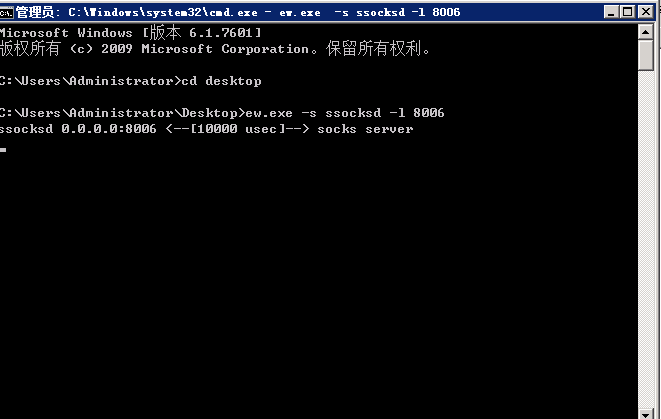 管理员: C:\Windows\system32\cmd.exe - ew.exe  -s ssocksd -l 8006
Microsoft Windows [版本 6.1.7601]
版权所有 (c) 2009 Microsoft Corporation。保留所有权利。
C:\Users\Administrator>cd desktop
C:\Users\Administrator\Desktop>ew.exe -s ssocksd -l 8006
ssocksd 0.0.0.0:8006 <--[10000 usec]--> socks server